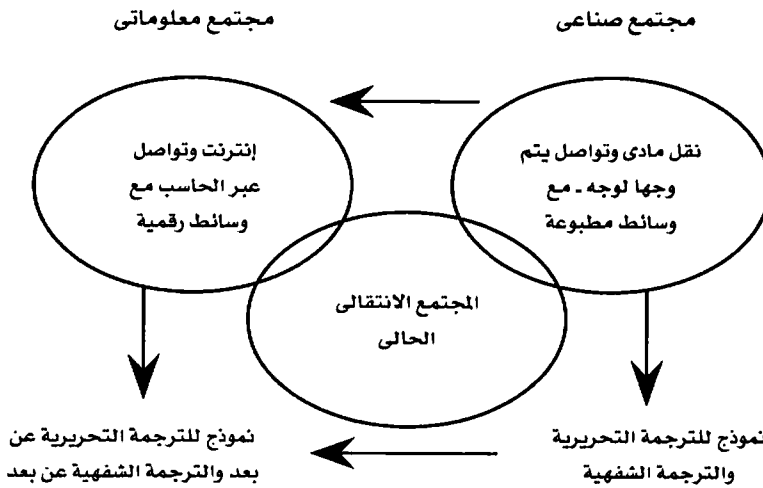 مجتمع صناعى
مجتمع معلوماتى
نقل مادى وتواصل يتم
وجها لوجه - مع
وسائط مطبوعة
إنترنت وتواصل
عبر الحاسب مع
وسائط رقمية
المجتمع الانتقالى
الحالى
نموذج للترجمة التحريرية
والترجمة الشفهية
نموذج للترجمة التحريرية عن
بعد والترجمة الشفهية عن بعد